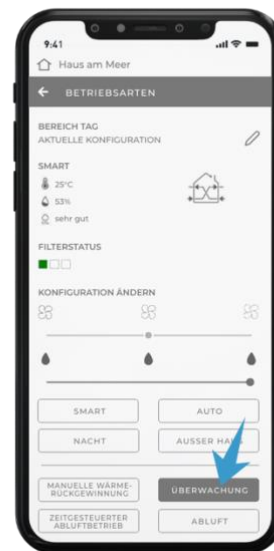 9:41
Haus am Meer
BETRIEBSARTEN
BEREICH TAG
AKTUELLE KONFIGURATION
SMART
25°C
53%
sehr gut
FILTERSTATUS
KONFIGURATION ÄNDERN
SMART
AUTO
NACHT
AUSSER HAUS
MANUELLE WÄRME-
RÜCKGEWINNUNG
ÜBERWACHUNG
ZEITGESTEUERTER
ABLUFTBETRIEB
ABLUFT